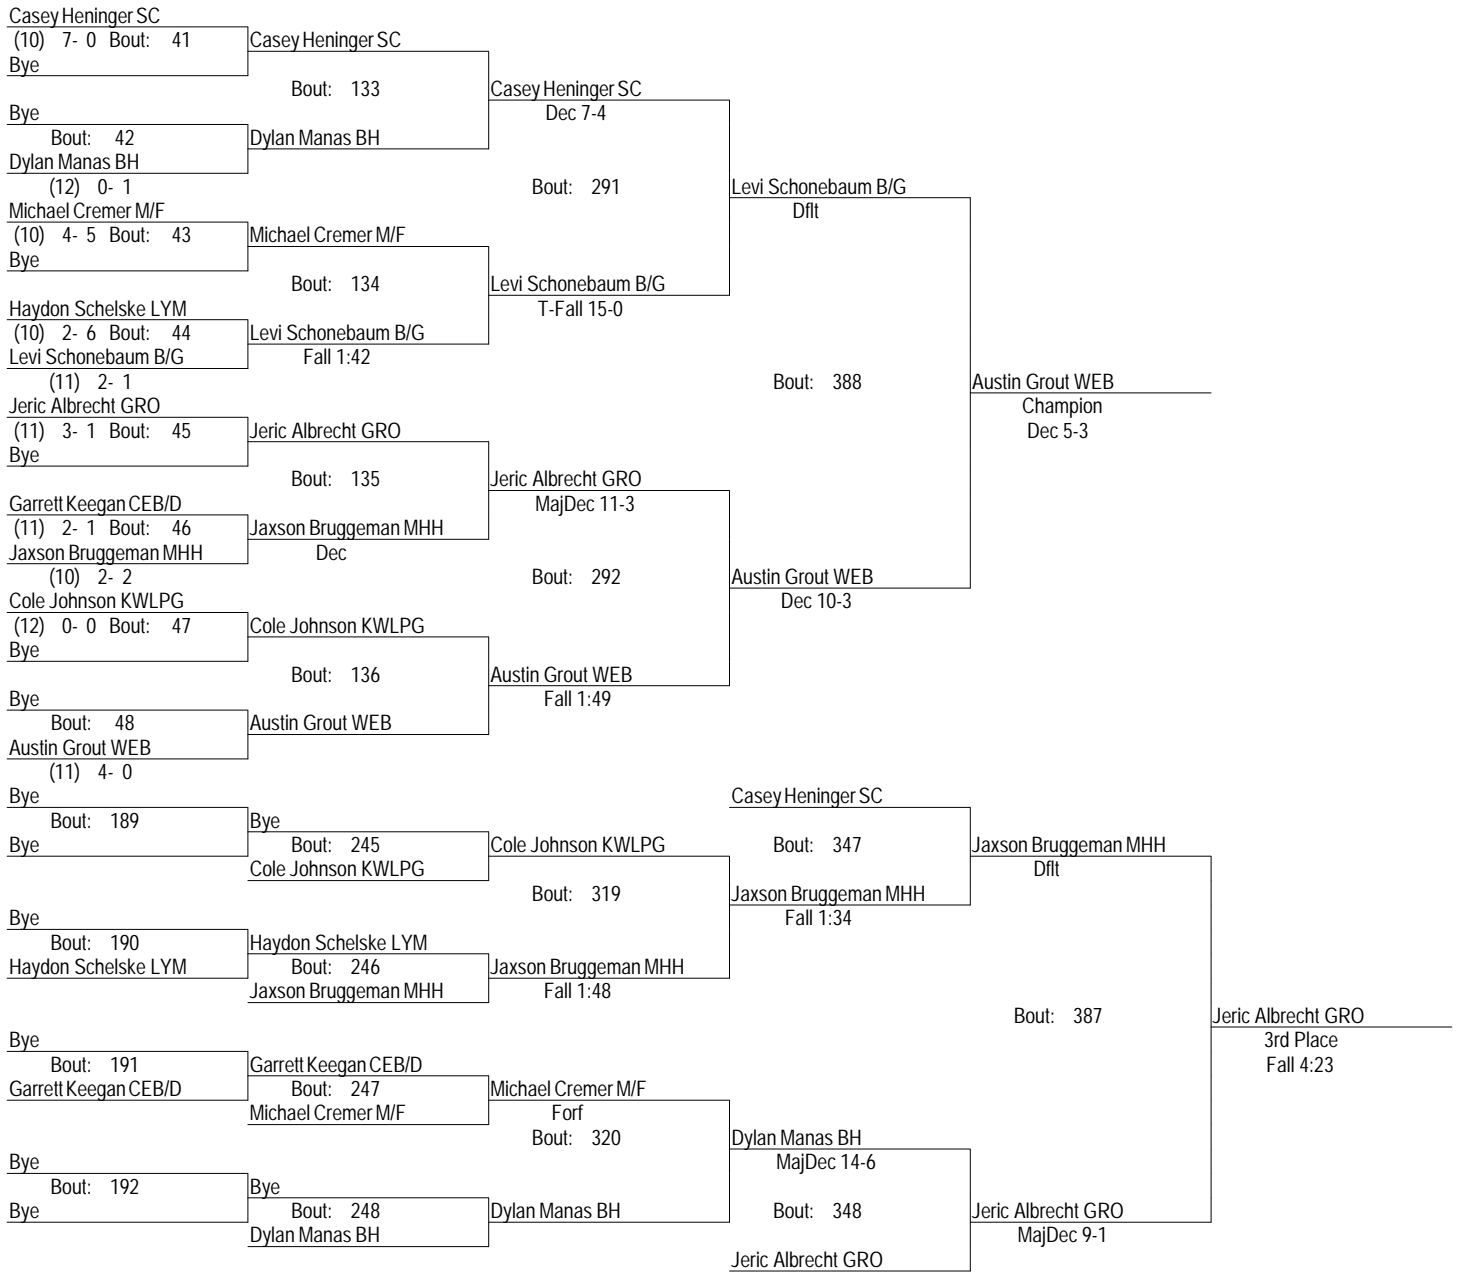 Casey Heninger SC
(10) 7- 0 Bout: 41 Casey Heninger SC
Bye
Bout: 133 Casey Heninger SC
Bye Dec 7-4
Bout: 42 Dylan Manas BH
Dylan Manas BH
(12) 0- 1 Bout: 291 Levi Schonebaum B/G
Michael Cremer M/F Dflt
(10) 4- 5 Bout: 43 Michael Cremer M/F
Bye
Bout: 134 Levi Schonebaum B/G
Haydon Schelske LYM T-Fall 15-0
(10) 2- 6 Bout: 44 Levi Schonebaum B/G
Levi Schonebaum B/G Fall 1:42
(11) 2- 1 Bout: 388 Austin Grout WEB
Jeric Albrecht GRO Champion
(11) 3- 1 Bout: 45 Jeric Albrecht GRO Dec 5-3
Bye
Bout: 135 Jeric Albrecht GRO
Garrett Keegan CEB/D MajDec 11-3
(11) 2- 1 Bout: 46 Jaxson Bruggeman MHH
Jaxson Bruggeman MHH Dec
(10) 2- 2 Bout: 292 Austin Grout WEB
Cole Johnson KWLPG Dec 10-3
(12) 0- 0 Bout: 47 Cole Johnson KWLPG
Bye
Bout: 136 Austin Grout WEB
Bye Fall 1:49
Bout: 48 Austin Grout WEB
Austin Grout WEB
(11) 4- 0
Bye Casey Heninger SC
Bout: 189 Bye
Bye Bout: 245 Cole Johnson KWLPG Bout: 347 Jaxson Bruggeman MHH
Cole Johnson KWLPG Dflt
Bout: 319 Jaxson Bruggeman MHH
Bye Fall 1:34
Bout: 190 Haydon Schelske LYM
Haydon Schelske LYM Bout: 246 Jaxson Bruggeman MHH
Jaxson Bruggeman MHH Fall 1:48
Bout: 387 Jeric Albrecht GRO
Bye 3rd Place
Bout: 191 Garrett Keegan CEB/D Fall 4:23
Garrett Keegan CEB/D Bout: 247 Michael Cremer M/F
Michael Cremer M/F Forf
Bout: 320 Dylan Manas BH
Bye MajDec 14-6
Bout: 192 Bye
Bye Bout: 248 Dylan Manas BH Bout: 348 Jeric Albrecht GRO
Dylan Manas BH MajDec 9-1
Jeric Albrecht GRO